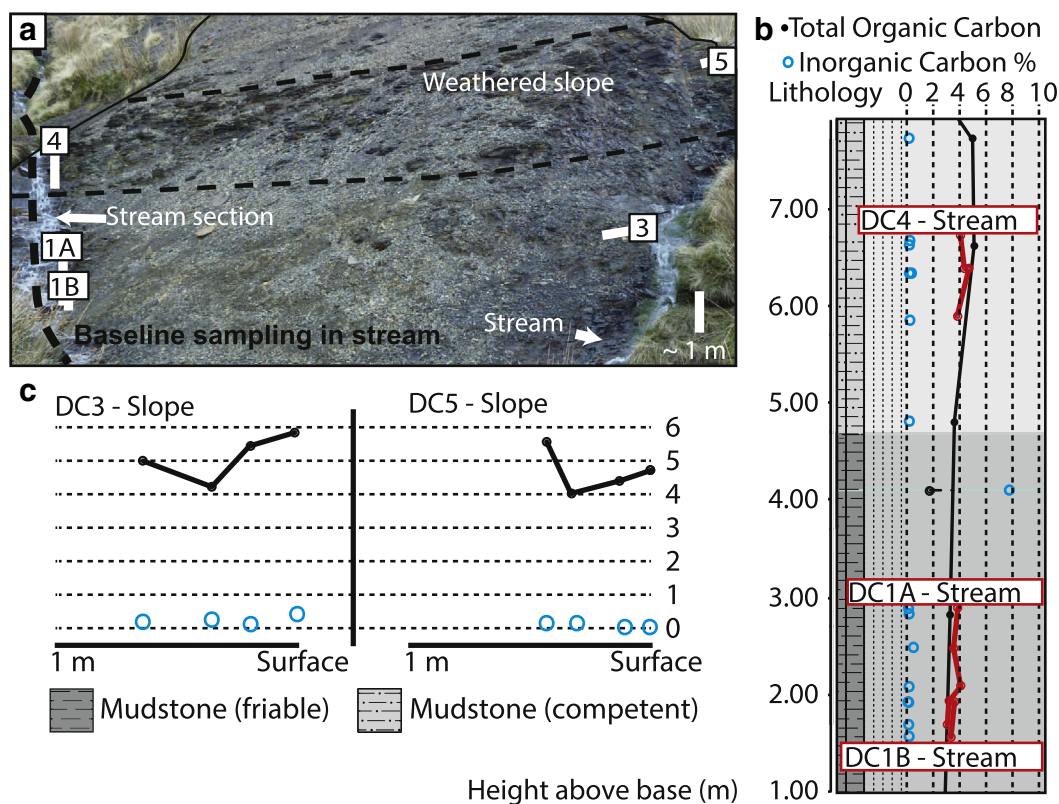 a
5
Weathered slope
4
Stream section
3
1A
1B
Stream
Baseline sampling in stream
~ 1 m
b •Total Organic Carbon
Inorganic Carbon %
Lithology 0 2 4 6 8 10
7.00
DC4 - Stream
6.00
5.00
4.00
3.00
DC1A - Stream
2.00
DC1B - Stream
1.00
Height above base (m)
c
DC3 - Slope DC5 - Slope
6
5
4
3
2
1
0
1 m Surface 1 m Surface
Mudstone (friable) Mudstone (competent)